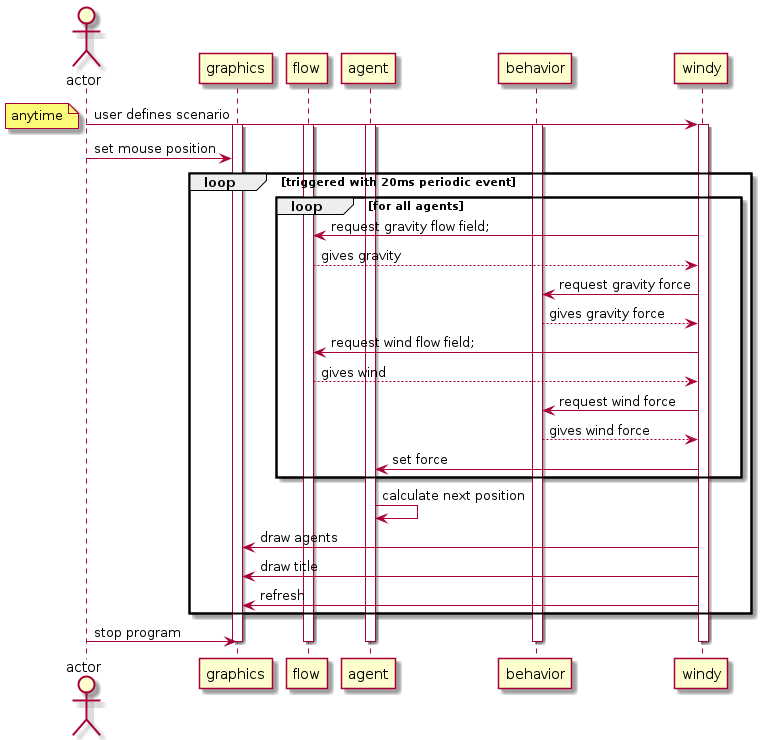 actor
graphics
flow
agent
behavior
windy
anytime
user defines scenario
set mouse position
loop [triggered with 20ms periodic event]
loop [for all agents]
request gravity flow field;
gives gravity
request gravity force
gives gravity force
request wind flow field;
gives wind
request wind force
gives wind force
set force
calculate next position
draw agents
draw title
refresh
stop program
actor
graphics
flow
agent
behavior
windy